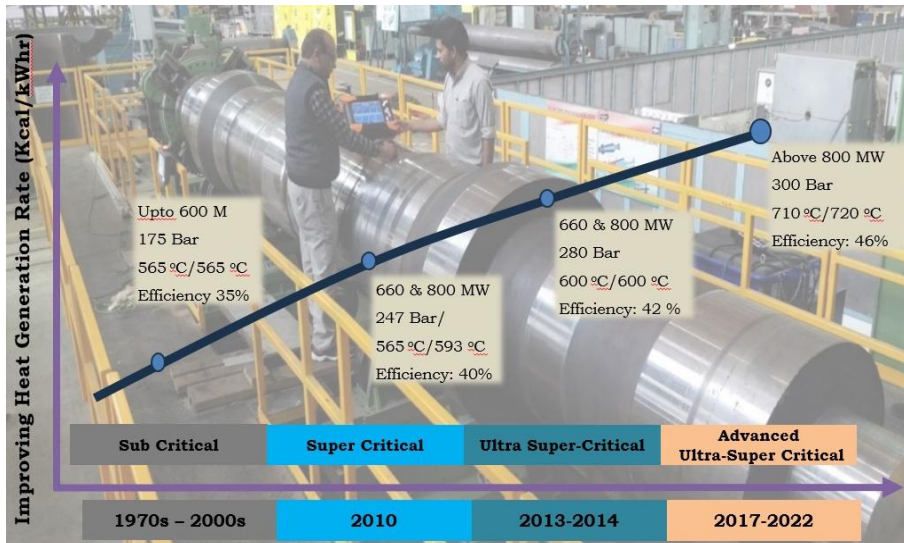 Improving Heat Generation Rate (Kcal/kWhr)
Upto 600 M
175 Bar
565 ºC/565 ºC
Efficiency 35%
660 & 800 MW
247 Bar/
565 ºC/593 ºC
Efficiency: 40%
660 & 800 MW
280 Bar
600 ºC/600 ºC
Efficiency: 42 %
Above 800 MW
300 Bar
710 ºC/720 ºC
Efficiency: 46%
Sub Critical
Super Critical
Ultra Super-Critical
Advanced
Ultra-Super Critical
1970s – 2000s
2010
2013-2014
2017-2022